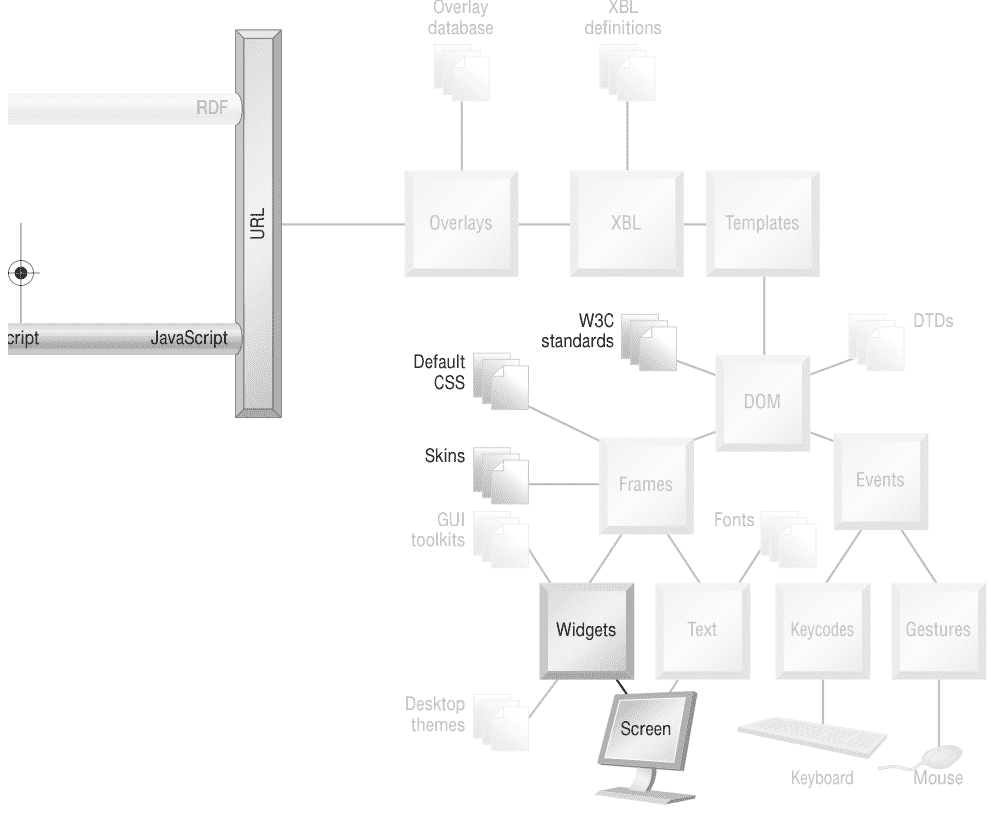 Overlay
database
XBL
definitions
RDF
URL
Overlays
XBL
Templates
cript
JavaScript
W3C
standards
DTDs
Default
CSS
DOM
Skins
Frames
Events
GUI
toolkits
Fonts
Widgets
Text
Keycodes
Gestures
Desktop
themes
Screen
Keyboard
Mouse